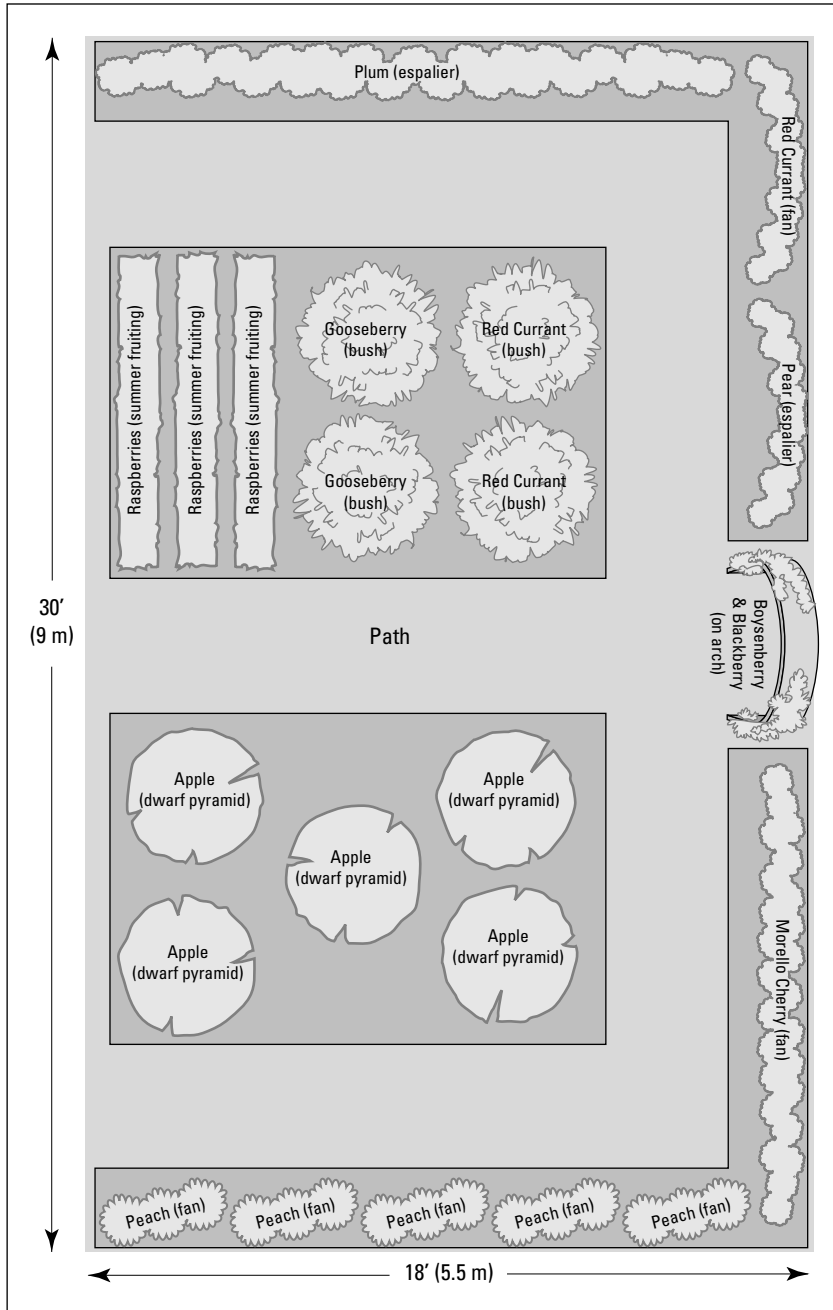 Plum (espalier)
Red Currant (fan)
Raspberries (summer fruiting)
Raspberries (summer fruiting)
Raspberries (summer fruiting)
Gooseberry
(bush)
Red Currant
(bush)
Gooseberry
(bush)
Red Currant
(bush)
Pear (espalier)
30’
(9 m)
Path
Boysenberry
& Blackberry
(on arch)
Apple
(dwarf pyramid)
Apple
(dwarf pyramid)
Apple
(dwarf pyramid)
Apple
(dwarf pyramid)
Apple
(dwarf pyramid)
Morello Cherry (fan)
Peach (fan)
Peach (fan)
Peach (fan)
Peach (fan)
Peach (fan)
18’ (5.5 m)